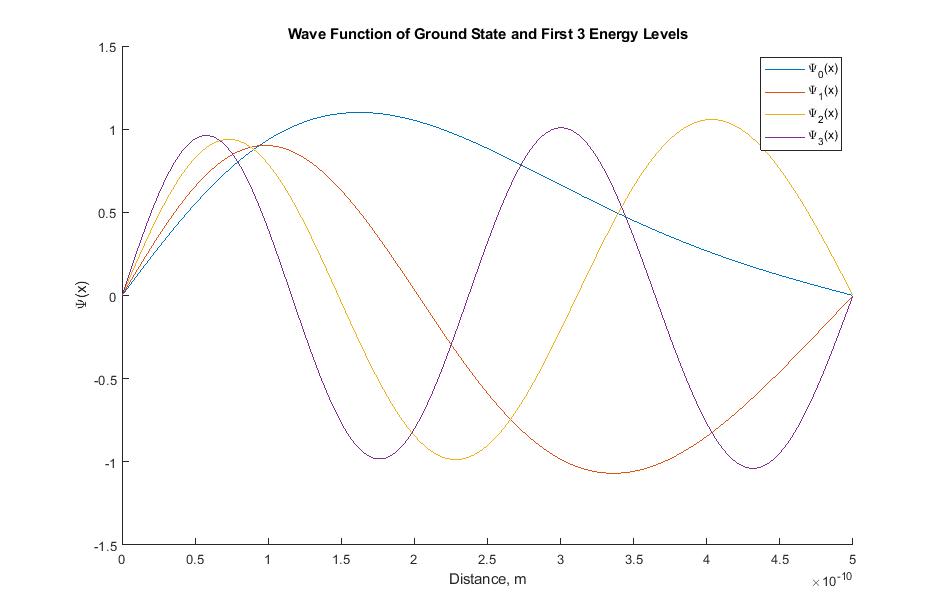 Wave Function of Ground State and First 3 Energy Levels
Ψ(x)
1.5
1
0.5
0
-0.5
-1
-1.5
Ψ₀(x)
Ψ₁(x)
Ψ₂(x)
Ψ₃(x)
0 0.5 1 1.5 2 2.5 3 3.5 4 4.5 5
Distance, m
×10⁻¹⁰